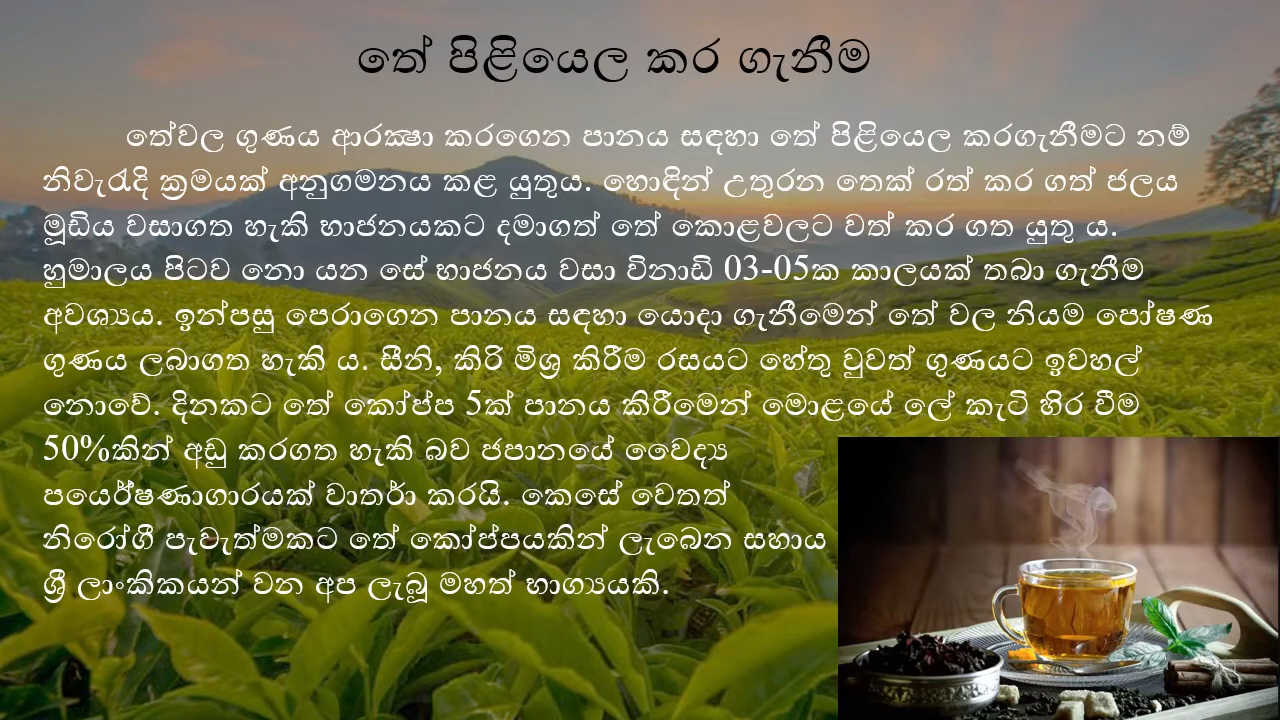 තේ පිළියෙල කර ගැනීම
තේවල ගුණය ආරක්‍ෂා කරගෙන පානය සඳහා තේ පිළියෙල කරගැනීමට නම්
නිවැරැදි ක්‍රමයක් අනුගමනය කළ යුතුය. හොඳින් උතුරන තෙක් රත් කර ගත් ජලය
මූඩිය වසාගත හැකි භාජනයකට දමාගත් තේ කොළවලට වත් කර ගත යුතු ය.
හුමාලය පිටව නො යන සේ භාජනය වසා විනාඩි 03-05ක කාලයක් තබා ගැනීම
අවශ්‍යය. ඉන්පසු පෙරාගෙන පානය සඳහා යොදා ගැනීමෙන් තේ වල නියම පෝෂණ
ගුණය ලබාගත හැකි ය. සීනි, කිරි මිශ්‍ර කිරීම රසයට හේතු වුවත් ගුණයට ඉවහල්
නොවේ. දිනකට තේ කෝප්ප 5ක් පානය කිරීමෙන් මොළයේ ලේ කැටි හිර වීම
50%කින් අඩු කරගත හැකි බව ජපානයේ වෛද්‍ය
පයෙර්ෂණාගාරයක් වාතර්ා කරයි. කෙසේ වෙතත්
නිරෝගී පැවැත්මකට තේ කෝප්පයකින් ලැබෙන සහාය
ශ්‍රී ලාංකිකයන් වන අප ලැබූ මහත් භාග්‍යයකි.